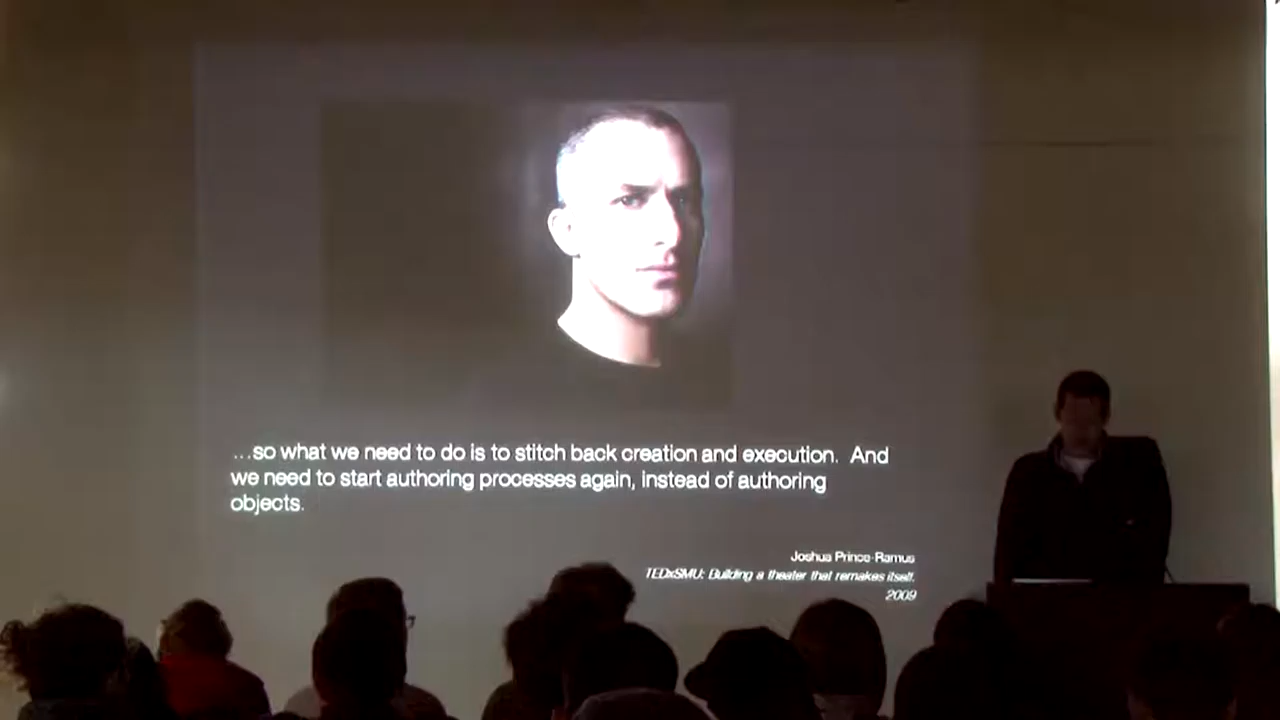 ...so what we need to do is to stitch back creation and execution. And
we need to start authoring processes again, instead of authoring
objects.
Joshua Prince-Ramus
TEDxSMU: Building a theater that remakes itself.
2009